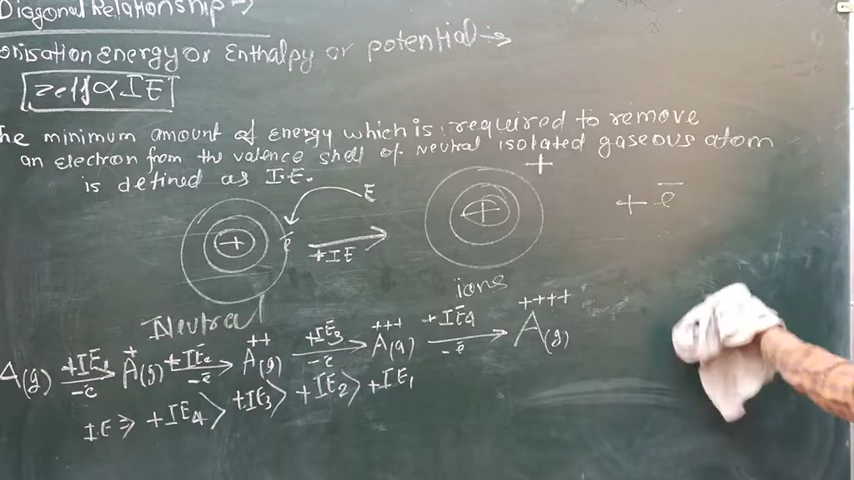 Diagonal Relationship →
onisation Energy or Enthalpy or potential →
zeff ∝ IE
he minimum amount of energy which is required to remove
an electron from the valence shell of neutral isolated gaseous atom
is defined as I.E.
E
+
+ ē
+ ē +IE +
ions
Neutral
A(g) +IE₁ -ē A⁺(g) +IE₂ -ē A⁺⁺(g) +IE₃ -ē A⁺⁺⁺(g) +IE₄ -ē A⁺⁺⁺⁺(g)
I.E ⇒ +IE₄ > +IE₃ > +IE₂ > +IE₁